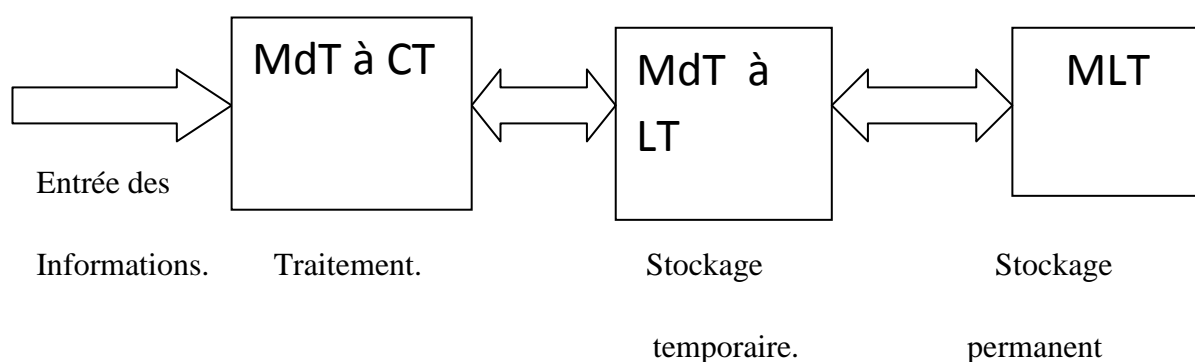 MdT à CT
MdT à
LT
MLT
Entrée des
Informations. Traitement. Stockage Stockage
temporaire. permanent